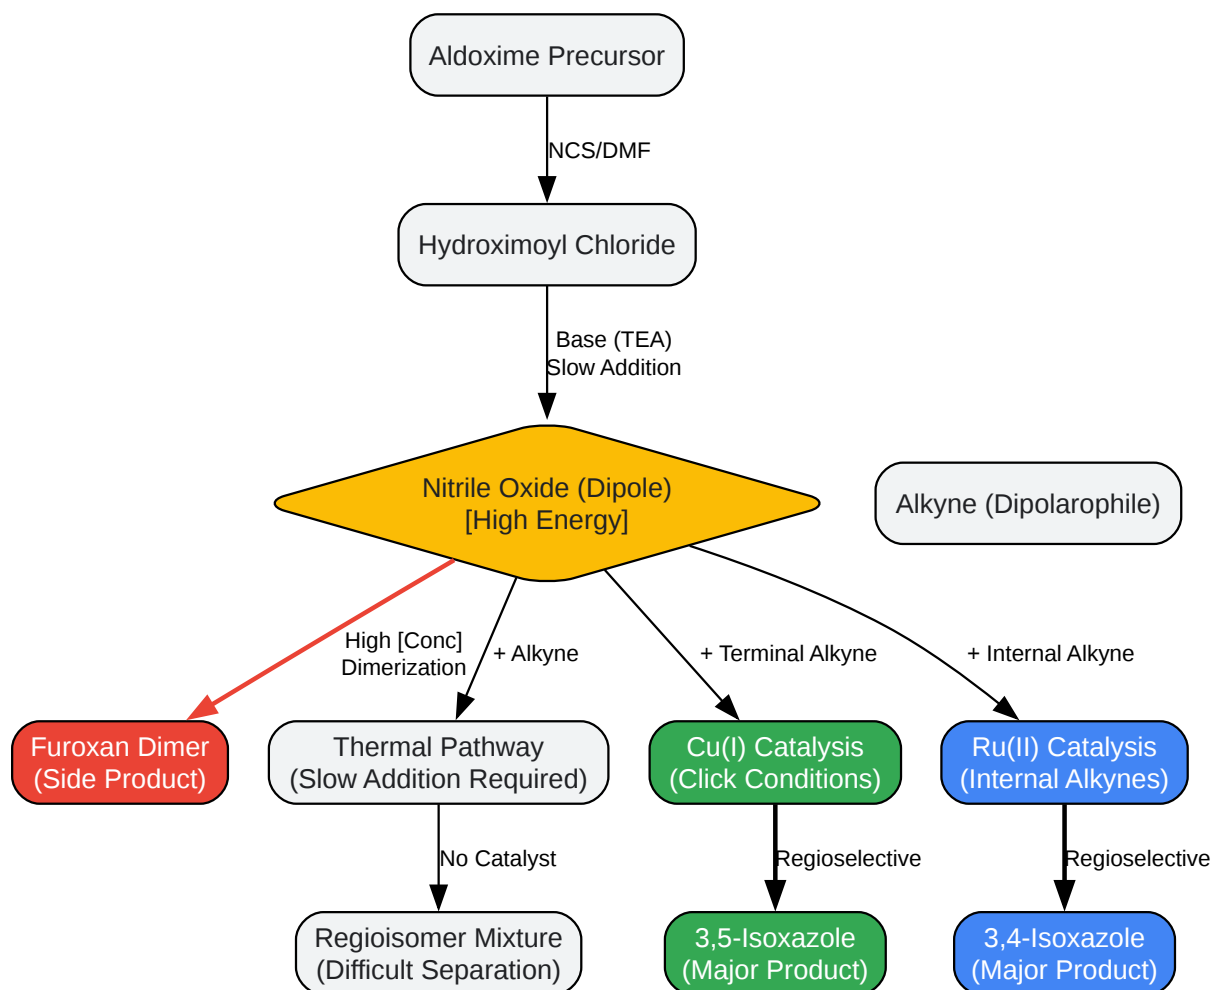 Aldoxime Precursor
NCS/DMF
Hydroximoyl Chloride
Base (TEA)
Slow Addition
Nitrile Oxide (Dipole)
[High Energy]
Alkyne (Dipolarophile)
High [Conc]
Dimerization
+ Alkyne
+ Terminal Alkyne
+ Internal Alkyne
Furoxan Dimer
(Side Product)
Thermal Pathway
(Slow Addition Required)
Cu(I) Catalysis
(Click Conditions)
Ru(II) Catalysis
(Internal Alkynes)
No Catalyst
Regioselective
Regioselective
Regioisomer Mixture
(Difficult Separation)
3,5-Isoxazole
(Major Product)
3,4-Isoxazole
(Major Product)